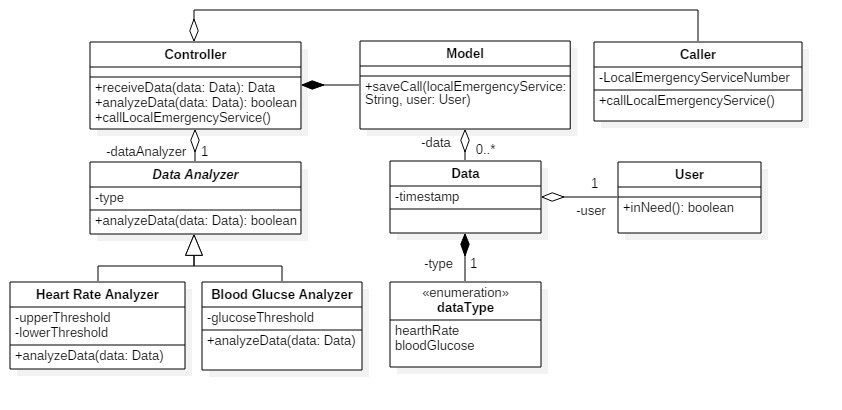 Controller
+receiveData(data: Data): Data
+analyzeData(data: Data): boolean
+callLocalEmergencyService()
Model
+saveCall(localEmergencyService:
String, user: User)
Caller
-LocalEmergencyServiceNumber
+callLocalEmergencyService()
-dataAnalyzer 1
-data 0..*
Data Analyzer
-type
+analyzeData(data: Data): boolean
Data
-timestamp
1
-user
User
+inNeed(): boolean
-type 1
Heart Rate Analyzer
-upperThreshold
-lowerThreshold
+analyzeData(data: Data)
Blood Glucse Analyzer
-glucoseThreshold
+analyzeData(data: Data)
«enumeration»
dataType
hearthRate
bloodGlucose